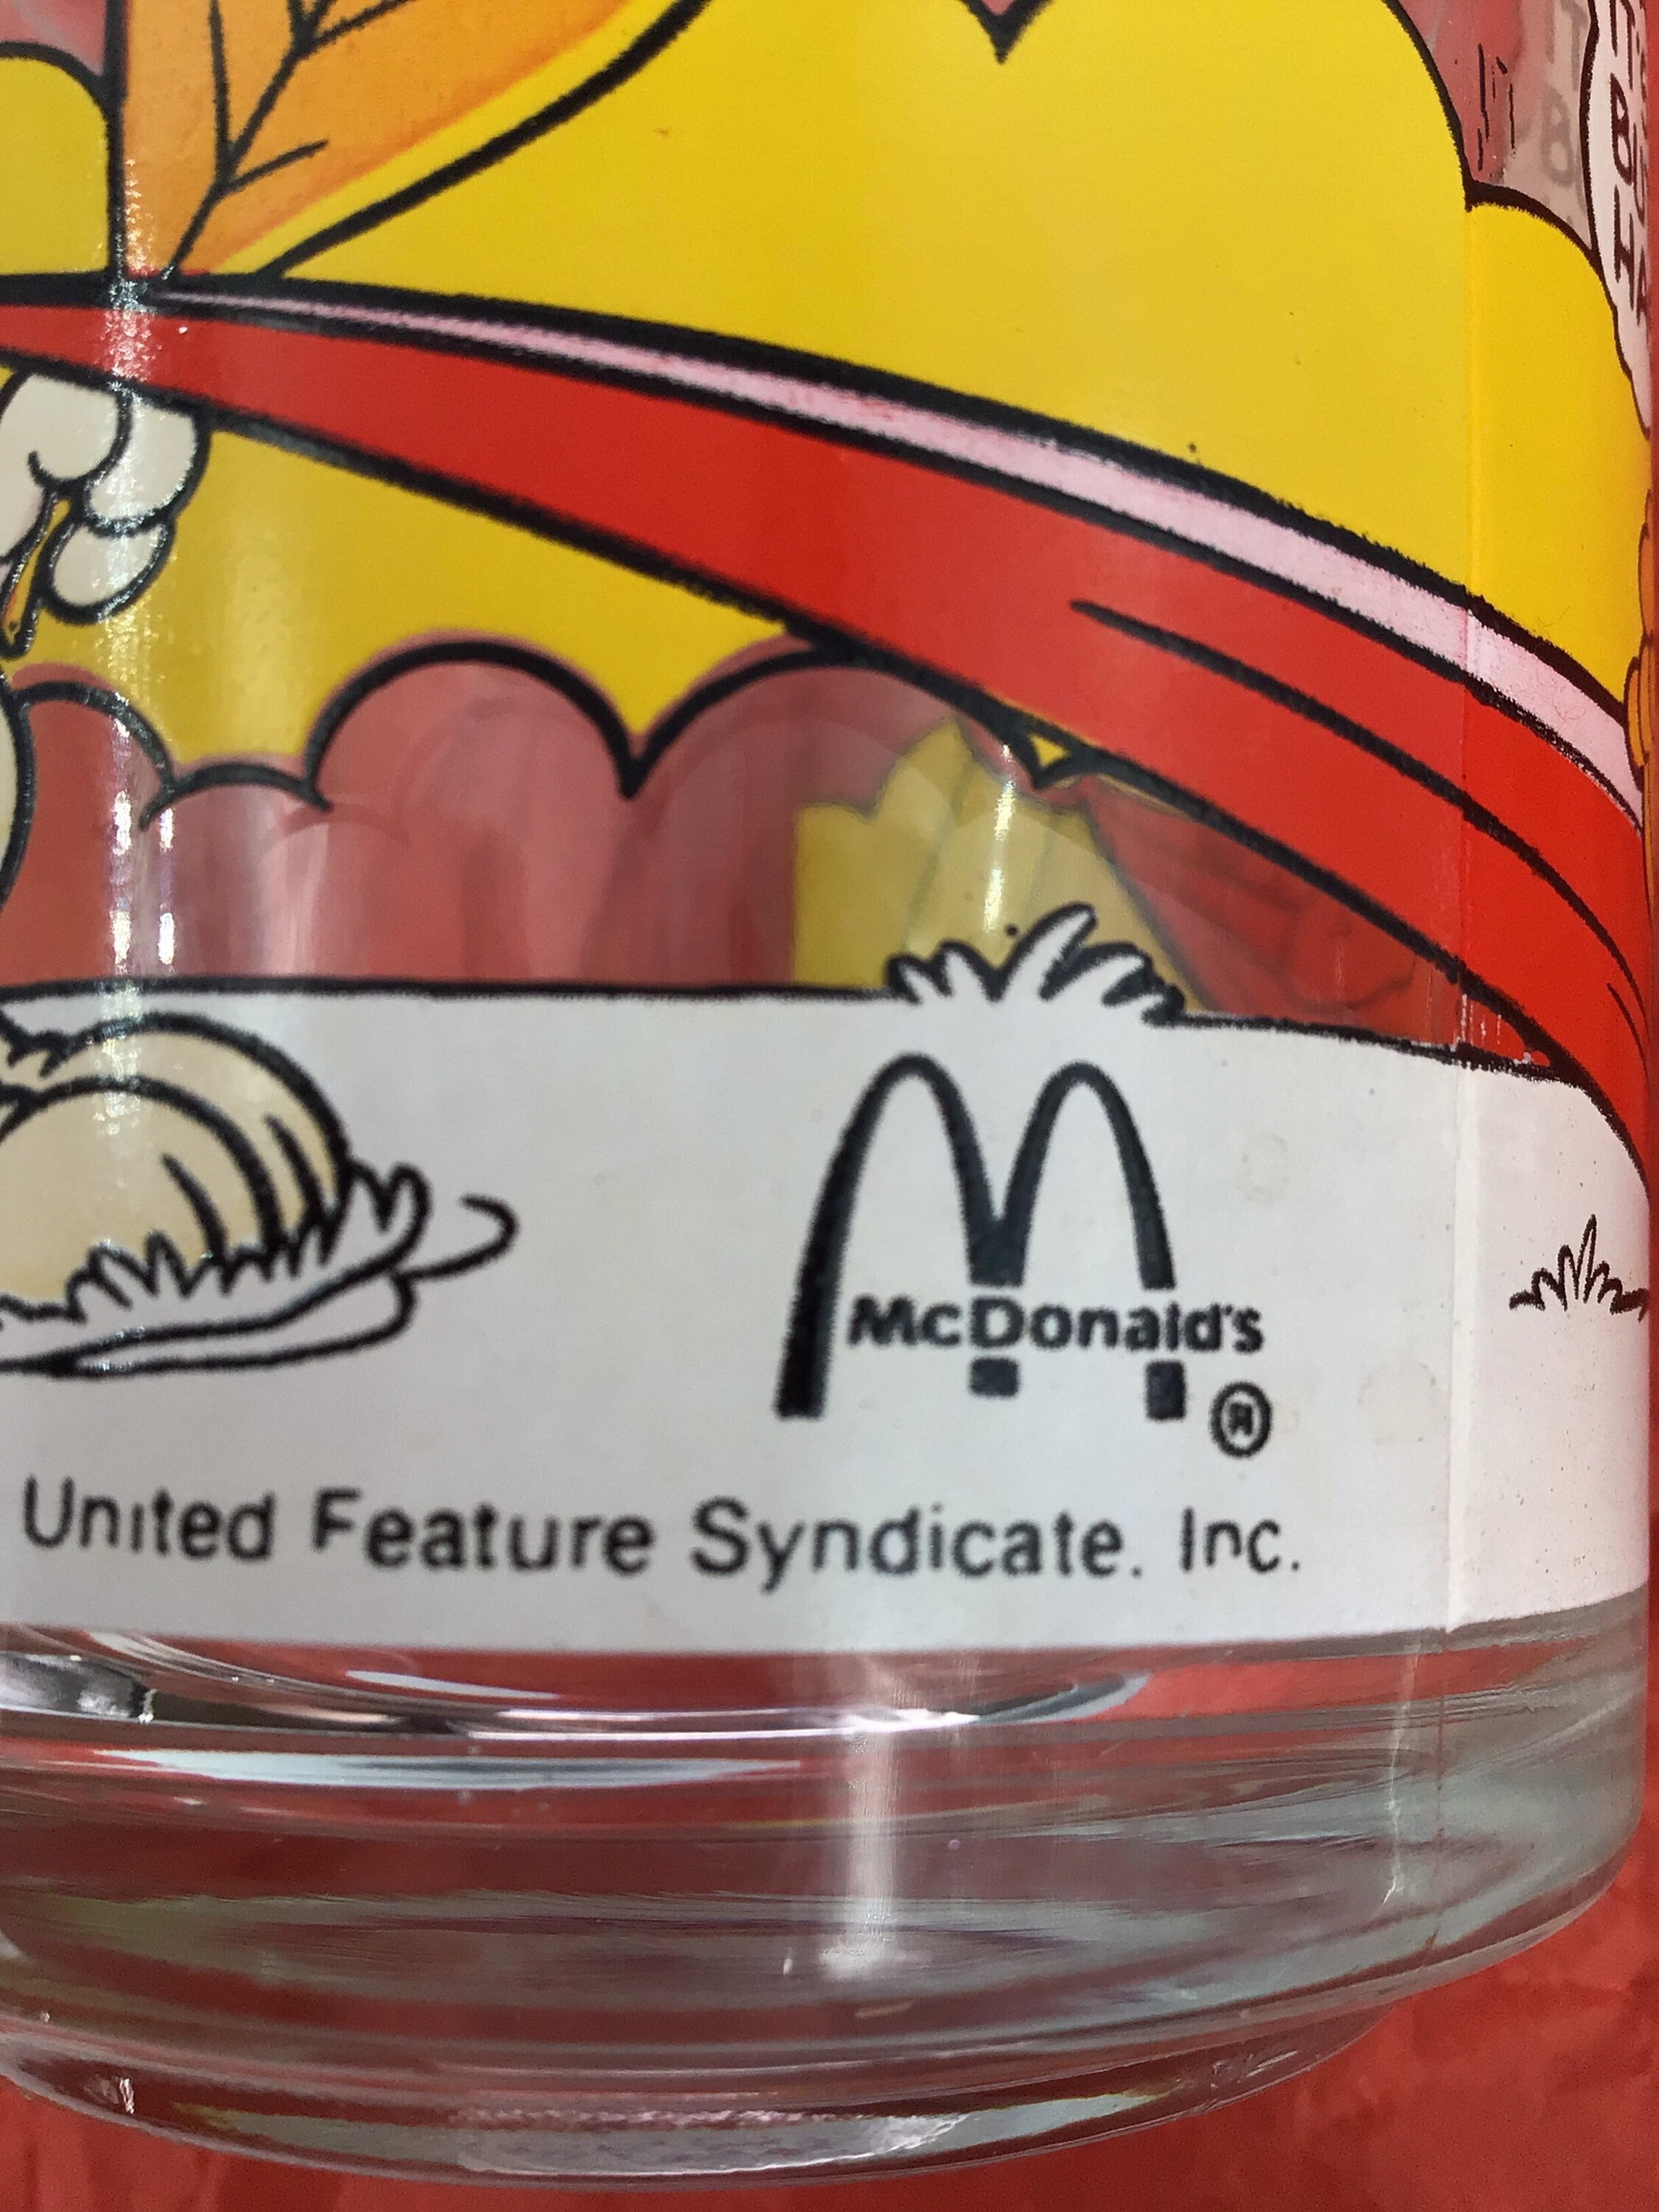 McDonald's
®
United Feature Syndicate. Inc.